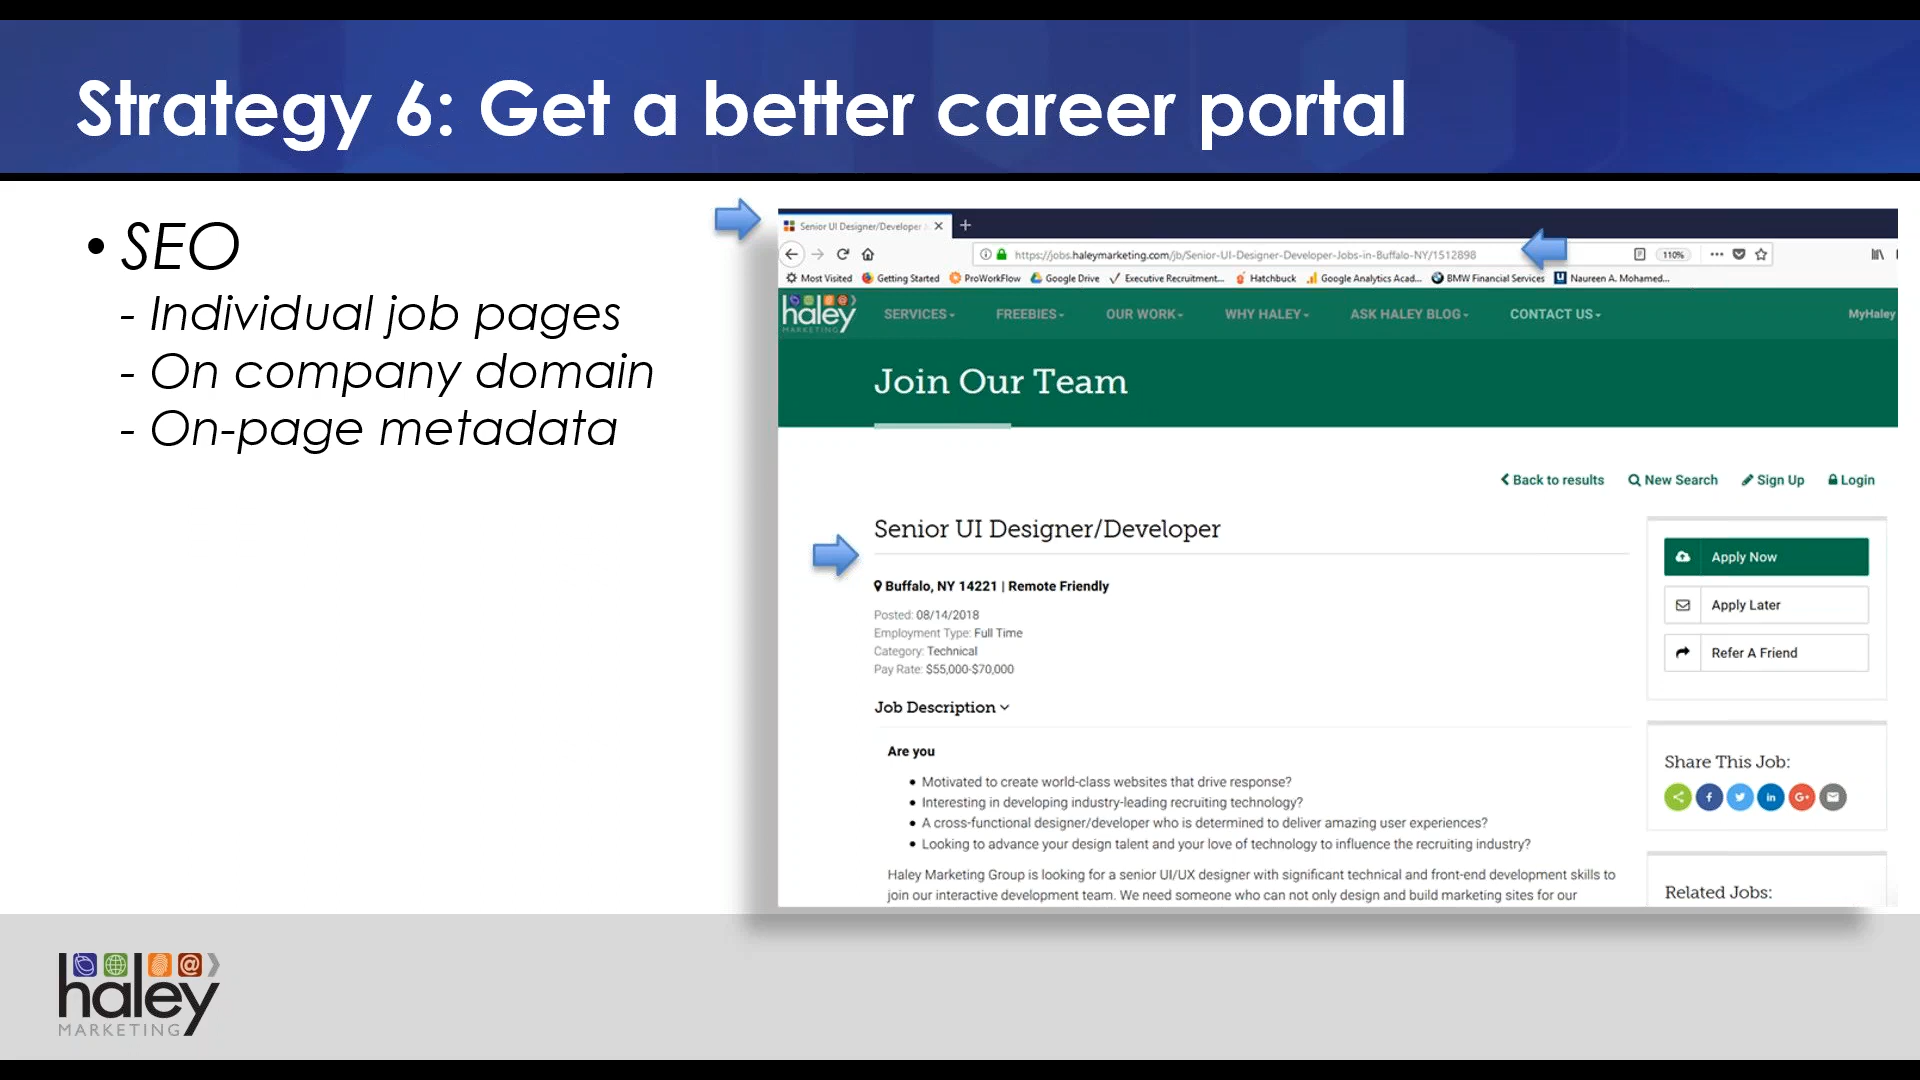 Strategy 6: Get a better career portal
• SEO
- Individual job pages
- On company domain
- On-page metadata
Senior UI Designer/Developer
https://jobs.haleymarketing.com/jb/Senior-UI-Designer-Developer-Jobs-in-Buffalo-NY/1512898
110%
Most Visited Getting Started ProWorkFlow Google Drive Executive Recruitment... Hatchbuck Google Analytics Acad... BMW Financial Services Naureen A. Mohamed...
haley
MARKETING
SERVICES FREEBIES OUR WORK WHY HALEY ASK HALEY BLOG CONTACT US MyHaley
Join Our Team
Back to results New Search Sign Up Login
Senior UI Designer/Developer
Buffalo, NY 14221 | Remote Friendly
Posted: 08/14/2018
Employment Type: Full Time
Category: Technical
Pay Rate: $55,000-$70,000
Job Description
Are you
• Motivated to create world-class websites that drive response?
• Interesting in developing industry-leading recruiting technology?
• A cross-functional designer/developer who is determined to deliver amazing user experiences?
• Looking to advance your design talent and your love of technology to influence the recruiting industry?
Haley Marketing Group is looking for a senior UI/UX designer with significant technical and front-end development skills to
join our interactive development team. We need someone who can not only design and build marketing sites for our
Apply Now
Apply Later
Refer A Friend
Share This Job:
Related Jobs:
haley
MARKETING